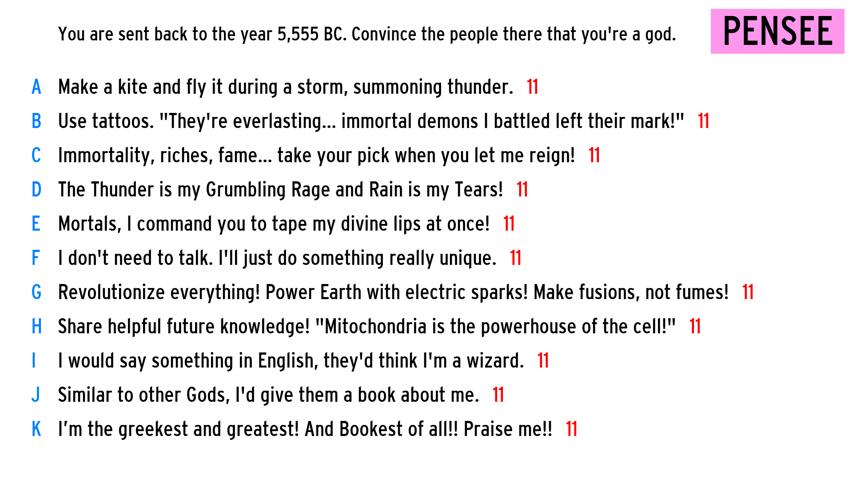 You are sent back to the year 5,555 BC. Convince the people there that you're a god.
PENSEE
A Make a kite and fly it during a storm, summoning thunder. 11
B Use tattoos. "They're everlasting... immortal demons I battled left their mark!" 11
C Immortality, riches, fame... take your pick when you let me reign! 11
D The Thunder is my Grumbling Rage and Rain is my Tears! 11
E Mortals, I command you to tape my divine lips at once! 11
F I don't need to talk. I'll just do something really unique. 11
G Revolutionize everything! Power Earth with electric sparks! Make fusions, not fumes! 11
H Share helpful future knowledge! "Mitochondria is the powerhouse of the cell!" 11
I I would say something in English, they'd think I'm a wizard. 11
J Similar to other Gods, I'd give them a book about me. 11
K I’m the greekest and greatest! And Bookest of all!! Praise me!! 11